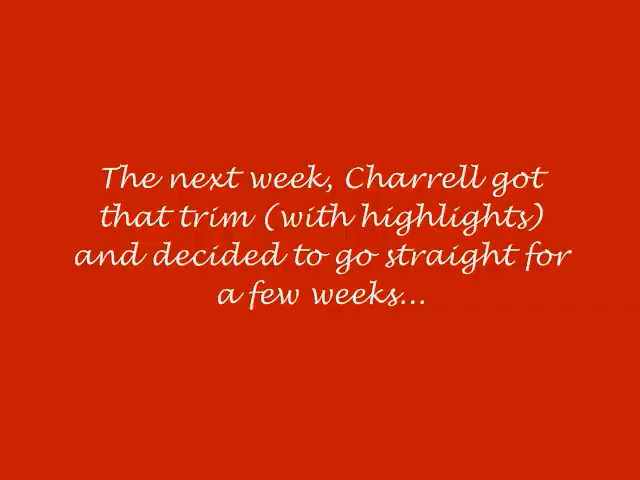 The next week, Charrell got
that trim (with highlights)
and decided to go straight for
a few weeks...